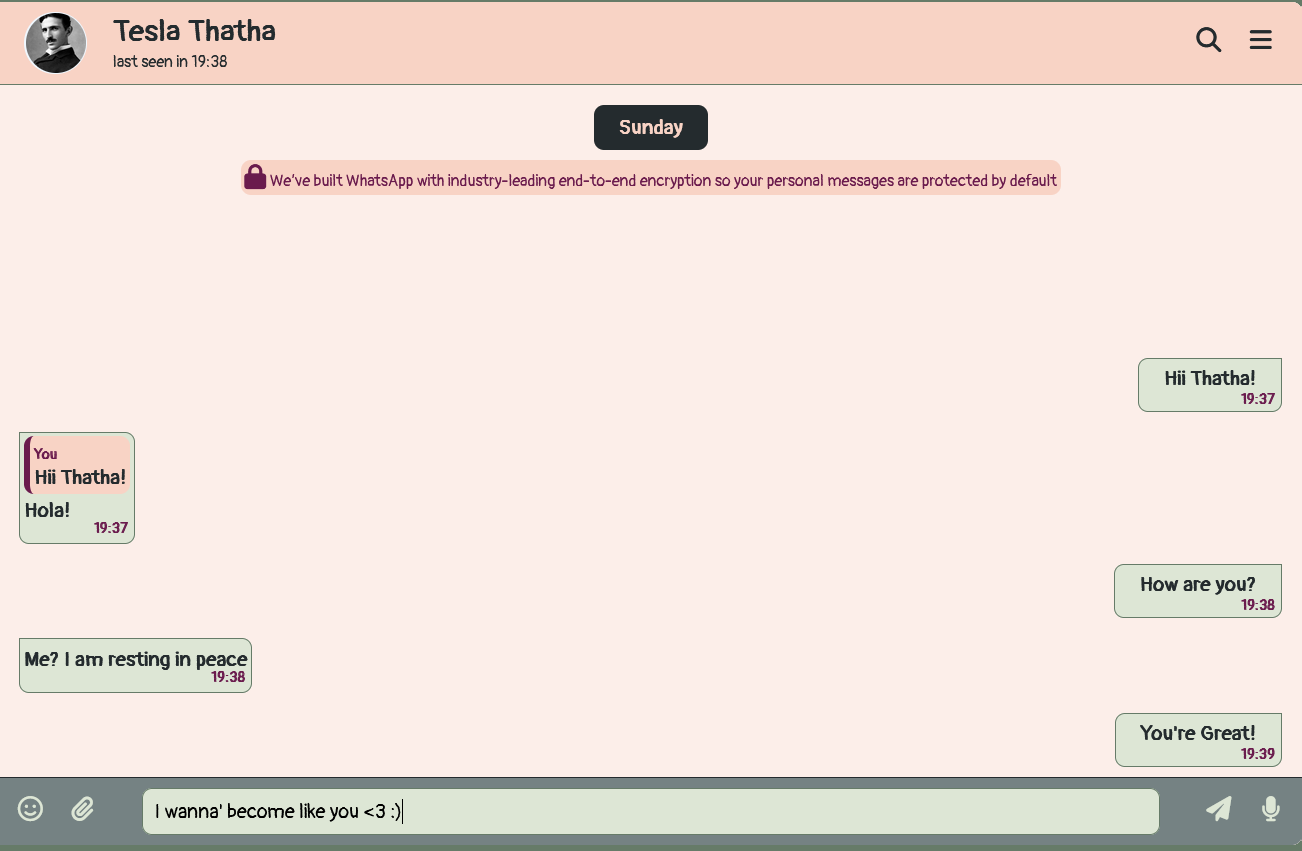 Tesla Thatha
last seen in 19:38
Sunday
We've built WhatsApp with industry-leading end-to-end encryption so your personal messages are protected by default
Hii Thatha!
19:37
You
Hii Thatha!
Hola!
19:37
How are you?
19:38
Me? I am resting in peace
19:38
You're Great!
19:39
I wanna' become like you <3 :)